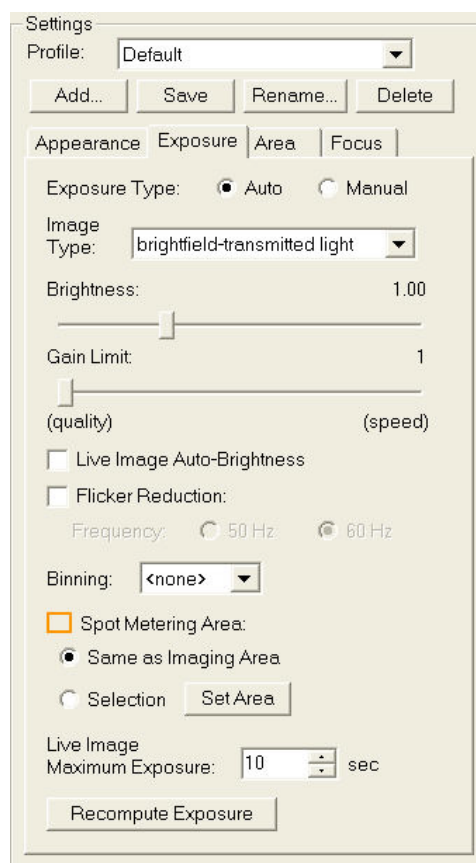 Settings
Profile: Default
Add... Save Rename... Delete
Appearance Exposure Area Focus
Exposure Type: Auto Manual
Image
Type: brightfield-transmitted light
Brightness: 1.00
Gain Limit: 1
(quality) (speed)
Live Image Auto-Brightness
Flicker Reduction:
Frequency: 50 Hz 60 Hz
Binning: <none>
Spot Metering Area:
Same as Imaging Area
Selection Set Area
Live Image
Maximum Exposure: 10 sec
Recompute Exposure